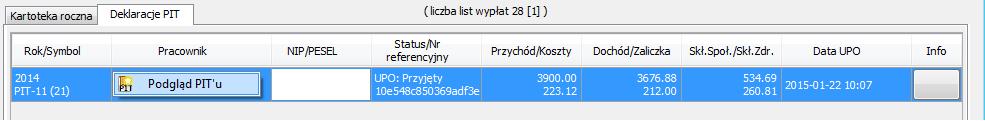 Kartoteka roczna
Deklaracje PIT
( liczba list wypłat 28 [1] )
Rok/Symbol
Pracownik
NIP/PESEL
Status/Nr
referencyjny
Przychód/Koszty
Dochód/Zaliczka
Skł.Społ./Skł.Zdr.
Data UPO
Info
2014
PIT-11 (21)
PIT
Podgląd PIT'u
UPO: Przyjęty
10e548c850369adf3e
3900.00
223.12
3676.88
212.00
534.69
260.81
2015-01-22 10:07